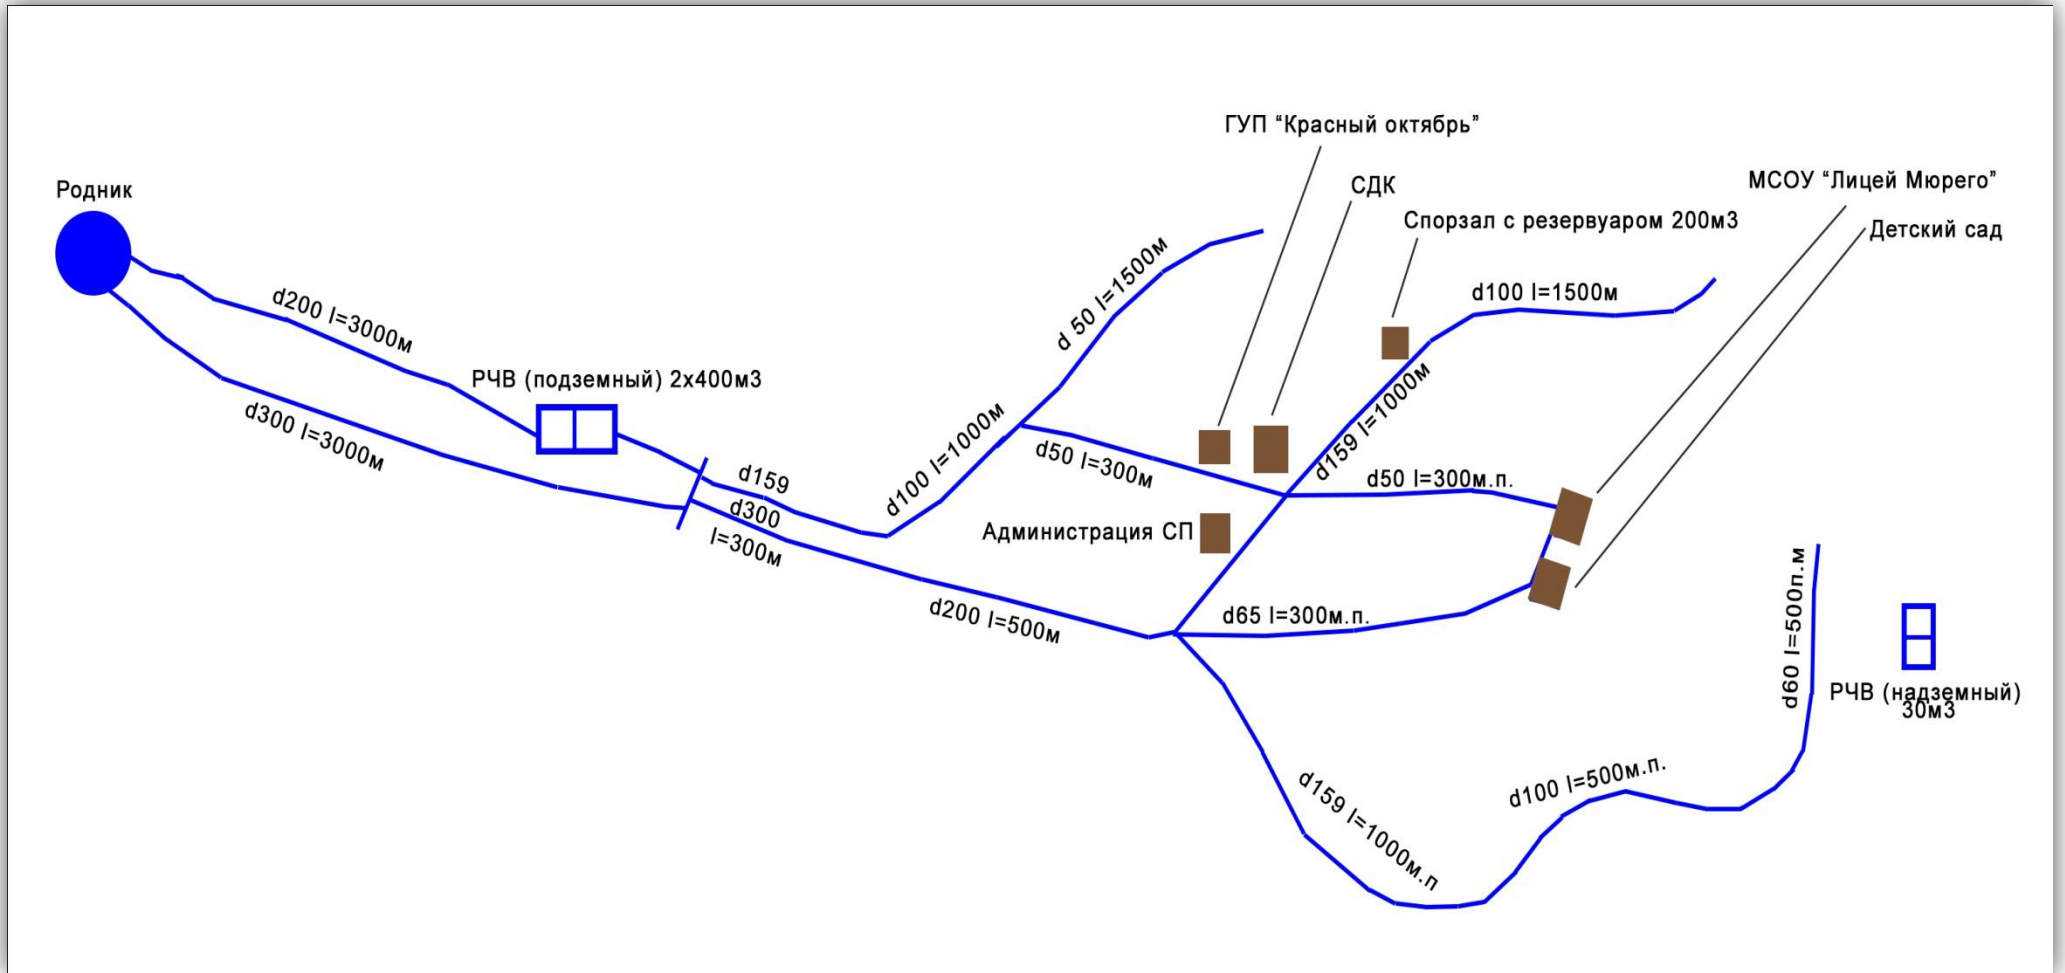 ГУП “Красный октябрь”
СДК
МСОУ “Лицей Мюрего”
Родник
Спорзал с резервуаром 200м3
Детский сад
d200 l=3000м
d 50 l=1500м
d100 l=1500м
РЧВ (подземный) 2х400м3
d300 l=3000м
d100 l=1000м
d159 l=1000м
d50 l=300м
d159
d50 l=300м.п.
d300
l=300м
Администрация СП
d200 l=500м
d65 l=300м.п.
d60 l=500п.м
РЧВ (надземный)
30м3
d159 l=1000м.п
d100 l=500м.п.